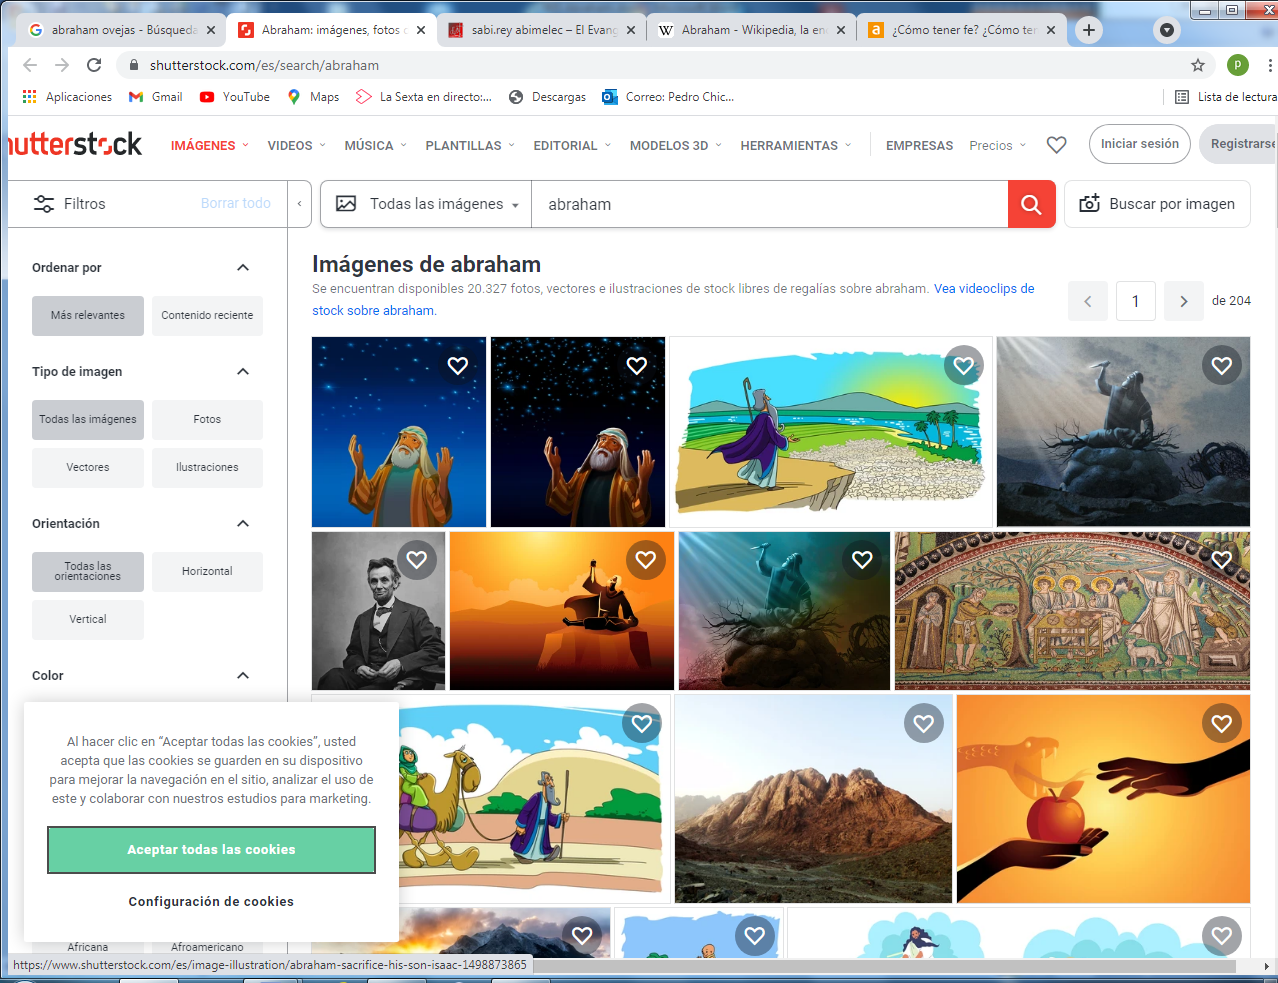 abraham ovejas - Búsqueda
Abraham: imágenes, fotos d
sabi.rey abimelec – El Evang
Abraham - Wikipedia, la en
¿Cómo tener fe? ¿Cómo ter
shutterstock.com/es/search/abraham
p
Aplicaciones
Gmail
YouTube
Maps
La Sexta en directo:...
Descargas
Correo: Pedro Chic...
Lista de lectura
hutterstock
IMÁGENES
VIDEOS
MÚSICA
PLANTILLAS
EDITORIAL
MODELOS 3D
HERRAMIENTAS
EMPRESAS
Precios
Iniciar sesión
Registrarse
Filtros
Borrar todo
Todas las imágenes
abraham
Buscar por imagen
Ordenar por
Más relevantes
Contenido reciente
Tipo de imagen
Todas las imágenes
Fotos
Vectores
Ilustraciones
Orientación
Todas las
orientaciones
Horizontal
Vertical
Color
Imágenes de abraham
Se encuentran disponibles 20.327 fotos, vectores e ilustraciones de stock libres de regalías sobre abraham. Vea videoclips de
stock sobre abraham.
1
de 204
Al hacer clic en “Aceptar todas las cookies”, usted
acepta que las cookies se guarden en su dispositivo
para mejorar la navegación en el sitio, analizar el uso de
este y colaborar con nuestros estudios para marketing.
Aceptar todas las cookies
Configuración de cookies
Africana
Afroamericano
https://www.shutterstock.com/es/image-illustration/abraham-sacrifice-his-son-isaac-1498873865